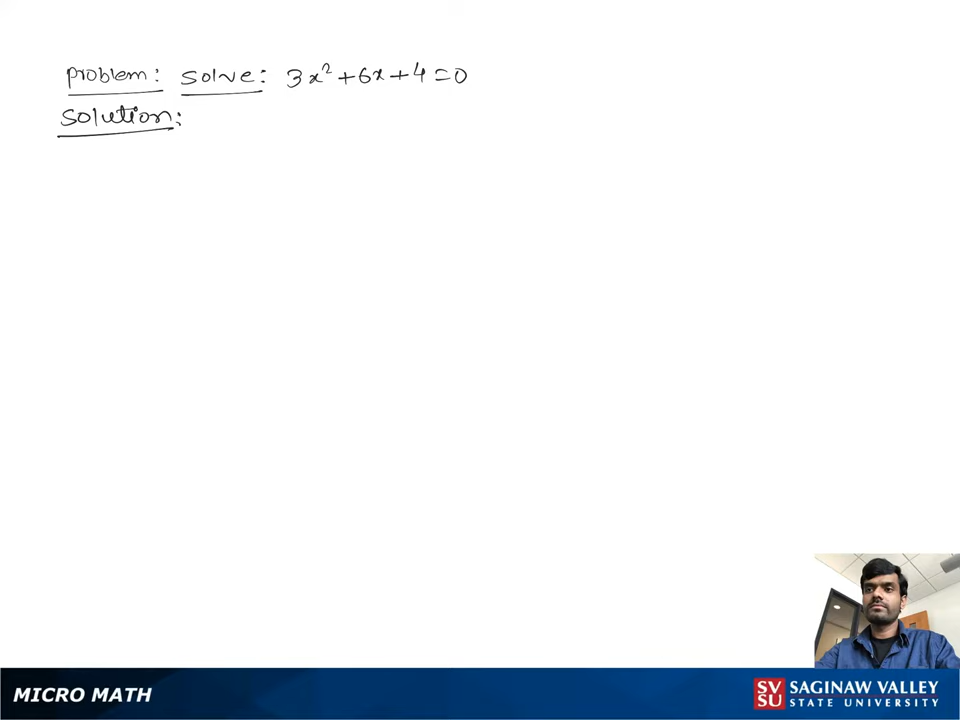 problem: solve: 3x²+6x+4=0
solution:
MICRO MATH
SV SU SAGINAW VALLEY
STATE UNIVERSITY